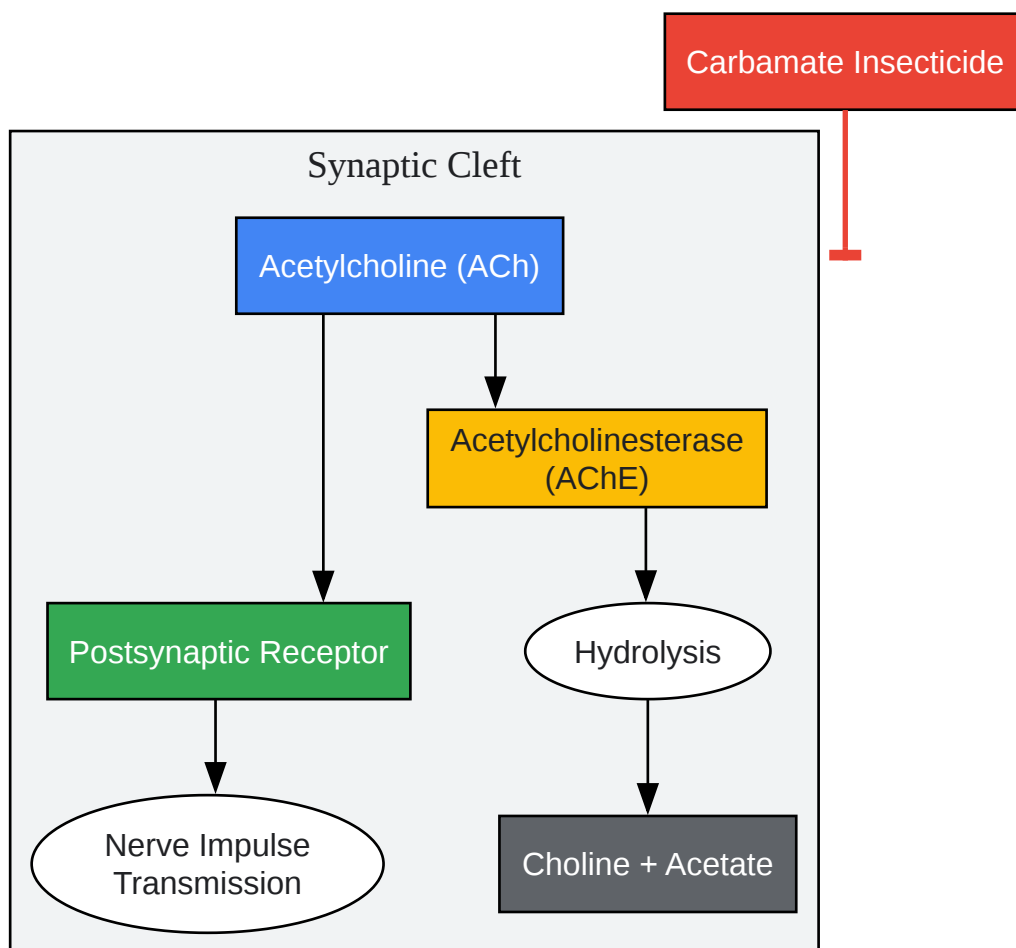 Carbamate Insecticide
Synaptic Cleft
Acetylcholine (ACh)
Acetylcholinesterase
(AChE)
Postsynaptic Receptor
Hydrolysis
Nerve Impulse
Transmission
Choline + Acetate